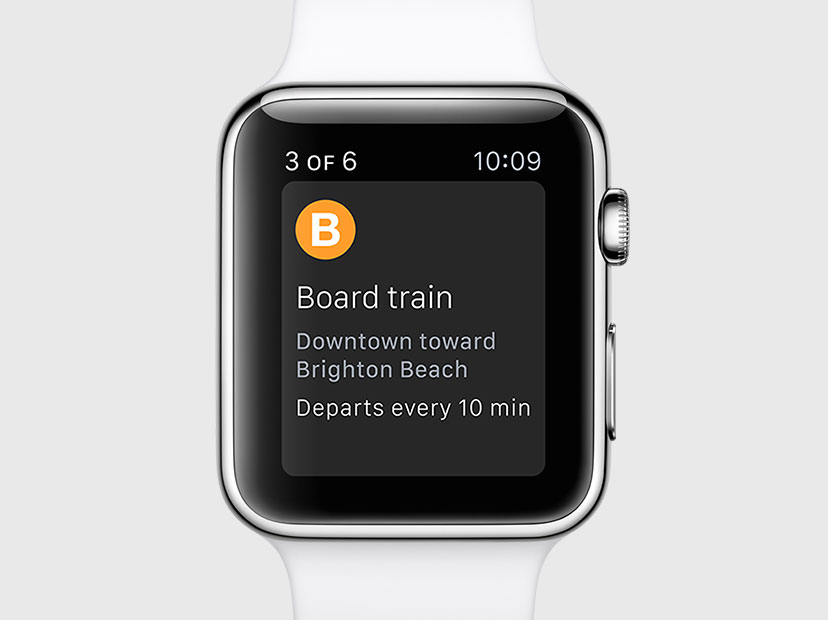 3 OF 6 10:09
B
Board train
Downtown toward
Brighton Beach
Departs every 10 min